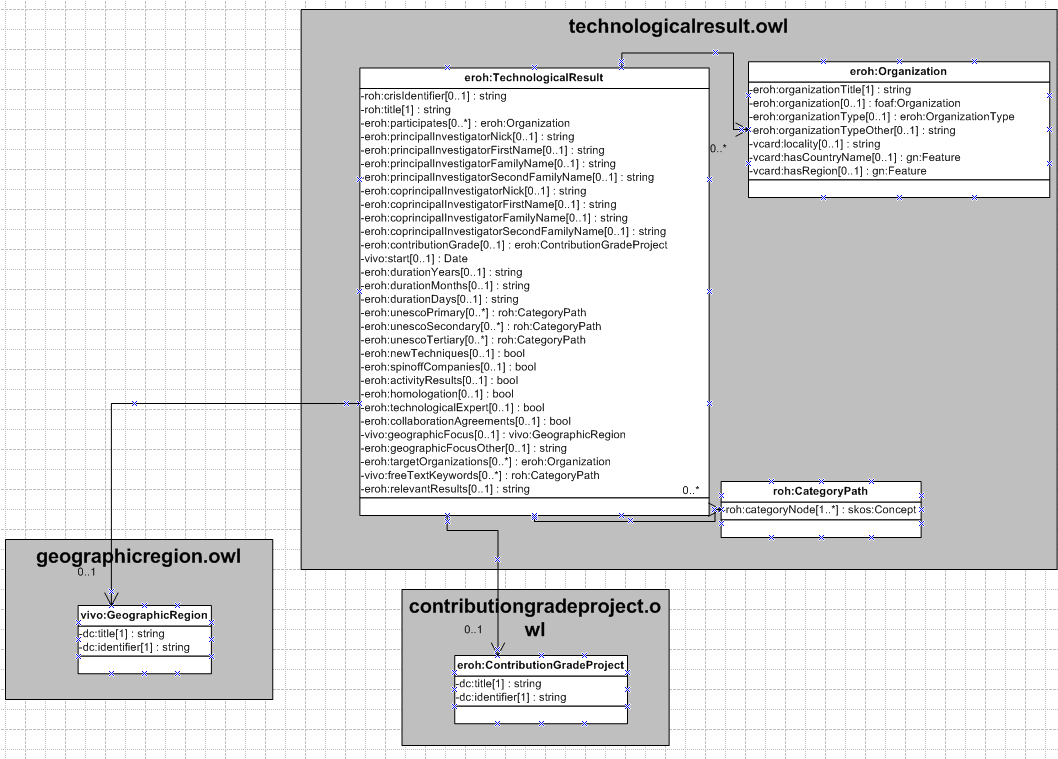 technologicalresult.owl
eroh:TechnologicalResult
-roh:crisIdentifier[0..1] : string
-roh:title[1] : string
-eroh:participates[0..*] : eroh:Organization
-eroh:principalInvestigatorNick[0..1] : string
-eroh:principalInvestigatorFirstName[0..1] : string
-eroh:principalInvestigatorFamilyName[0..1] : string
-eroh:principalInvestigatorSecondFamilyName[0..1] : string
-eroh:coprincipalInvestigatorNick[0..1] : string
-eroh:coprincipalInvestigatorFirstName[0..1] : string
-eroh:coprincipalInvestigatorFamilyName[0..1] : string
-eroh:coprincipalInvestigatorSecondFamilyName[0..1] : string
-eroh:contributionGrade[0..1] : eroh:ContributionGradeProject
-vivo:start[0..1] : Date
-eroh:durationYears[0..1] : string
-eroh:durationMonths[0..1] : string
-eroh:durationDays[0..1] : string
-eroh:unescoPrimary[0..*] : roh:CategoryPath
-eroh:unescoSecondary[0..*] : roh:CategoryPath
-eroh:unescoTertiary[0..*] : roh:CategoryPath
-eroh:newTechniques[0..1] : bool
-eroh:spinoffCompanies[0..1] : bool
-eroh:activityResults[0..1] : bool
-eroh:homologation[0..1] : bool
-eroh:technologicalExpert[0..1] : bool
-eroh:collaborationAgreements[0..1] : bool
-vivo:geographicFocus[0..1] : vivo:GeographicRegion
-eroh:geographicFocusOther[0..1] : string
-eroh:targetOrganizations[0..*] : eroh:Organization
-vivo:freeTextKeywords[0..*] : roh:CategoryPath
-eroh:relevantResults[0..1] : string
0..*
eroh:Organization
-eroh:organizationTitle[1] : string
-eroh:organization[0..1] : foaf:Organization
-eroh:organizationType[0..1] : eroh:OrganizationType
-eroh:organizationTypeOther[0..1] : string
-vcard:locality[0..1] : string
-vcard:hasCountryName[0..1] : gn:Feature
-vcard:hasRegion[0..1] : gn:Feature
0..*
roh:CategoryPath
-roh:categoryNode[1..*] : skos:Concept
geographicregion.owl
0..1
vivo:GeographicRegion
-dc:title[1] : string
-dc:identifier[1] : string
contributiongradeproject.o
wl
0..1
eroh:ContributionGradeProject
-dc:title[1] : string
-dc:identifier[1] : string